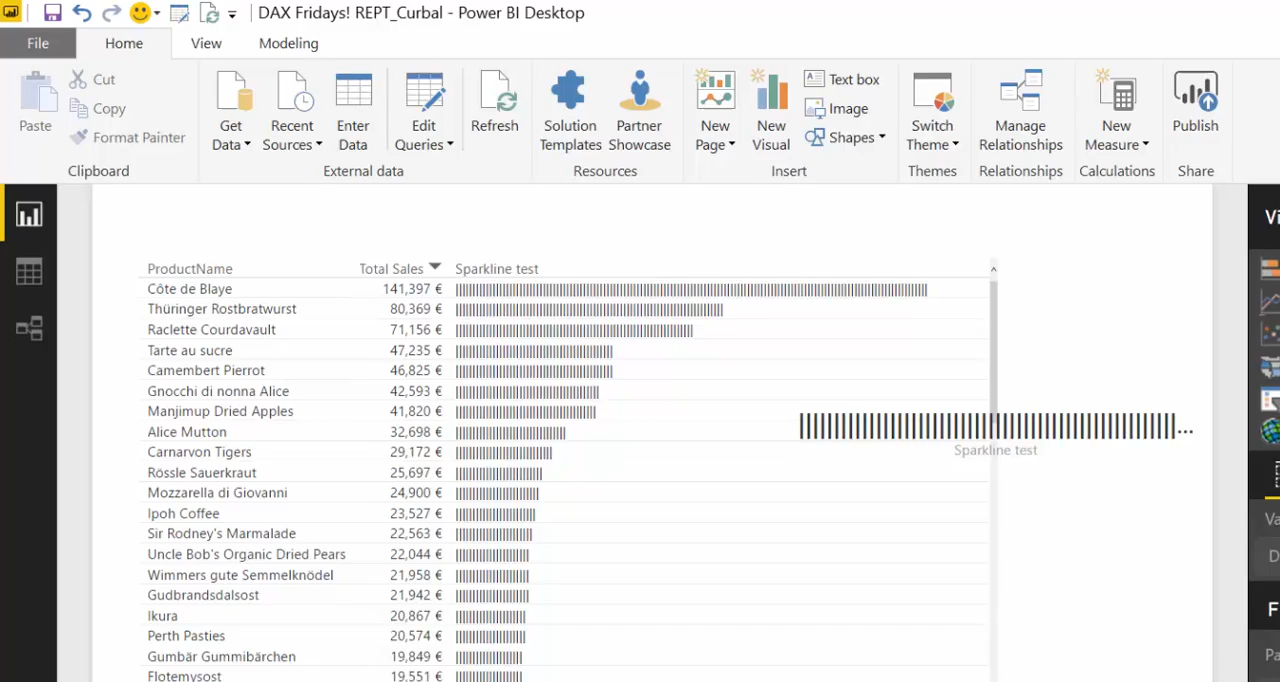 DAX Fridays! REPT_Curbal - Power BI Desktop
File Home View Modeling
Paste Cut Copy Format Painter Clipboard
Get Data Recent Sources Enter Data Edit Queries Refresh External data
Solution Templates Partner Showcase Resources
New Page New Visual Text box Image Shapes Insert
Switch Theme Themes
Manage Relationships Relationships
New Measure Calculations
Publish Share
ProductName Total Sales Sparkline test
Côte de Blaye 141,397 €
Thüringer Rostbratwurst 80,369 €
Raclette Courdavault 71,156 €
Tarte au sucre 47,235 €
Camembert Pierrot 46,825 €
Gnocchi di nonna Alice 42,593 €
Manjimup Dried Apples 41,820 €
Alice Mutton 32,698 €
Carnarvon Tigers 29,172 €
Rössle Sauerkraut 25,697 €
Mozzarella di Giovanni 24,900 €
Ipoh Coffee 23,527 €
Sir Rodney's Marmalade 22,563 €
Uncle Bob's Organic Dried Pears 22,044 €
Wimmers gute Semmelknödel 21,958 €
Gudbrandsdalsost 21,942 €
Ikura 20,867 €
Perth Pasties 20,574 €
Gumbär Gummibärchen 19,849 €
Flotemysost 19,551 €
Sparkline test